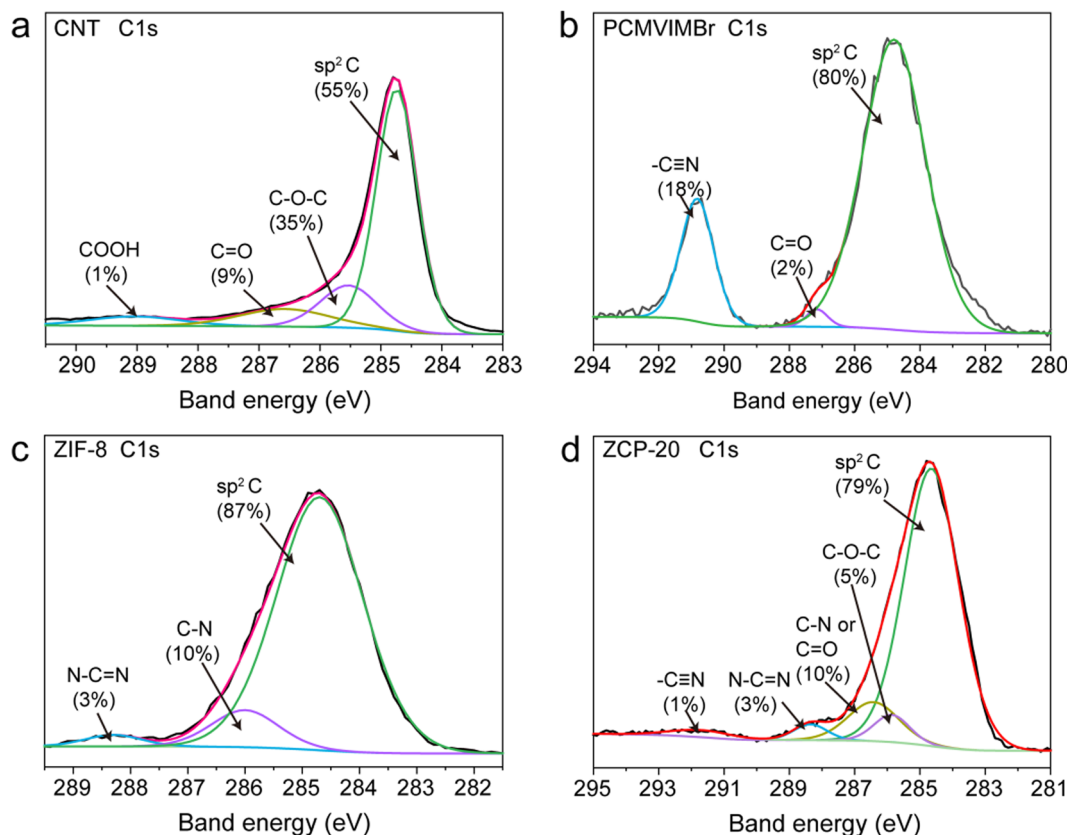 a
CNT C1s
sp² C
(55%)
C-O-C
(35%)
C=O
(9%)
COOH
(1%)
290 289 288 287 286 285 284 283
Band energy (eV)
b
PCMVIMBr C1s
sp² C
(80%)
-C≡N
(18%)
C=O
(2%)
294 292 290 288 286 284 282 280
Band energy (eV)
c
ZIF-8 C1s
sp² C
(87%)
C-N
(10%)
N-C=N
(3%)
289 288 287 286 285 284 283 282
Band energy (eV)
d
ZCP-20 C1s
sp² C
(79%)
C-O-C
(5%)
C-N or
C=O
(10%)
N-C=N
(3%)
-C≡N
(1%)
295 293 291 289 287 285 283 281
Band energy (eV)